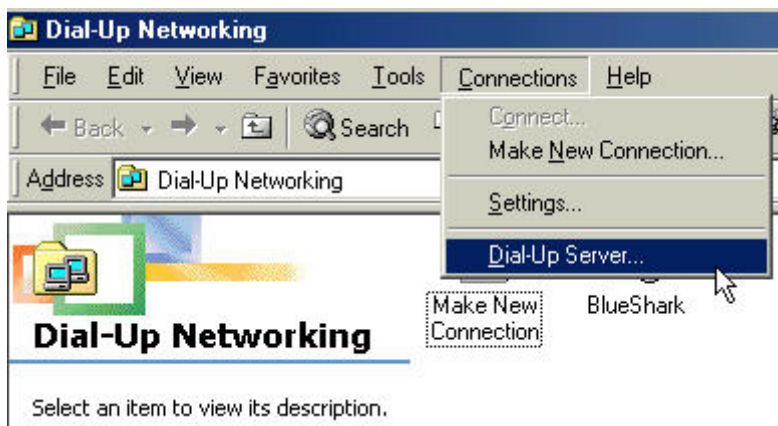 Dial-Up Networking
File Edit View Favorites Tools Connections Help
Back Search
Connect...
Make New Connection...
Address Dial-Up Networking
Settings...
Dial-Up Server...
Make New
Connection
BlueShark
Dial-Up Networking
Select an item to view its description.